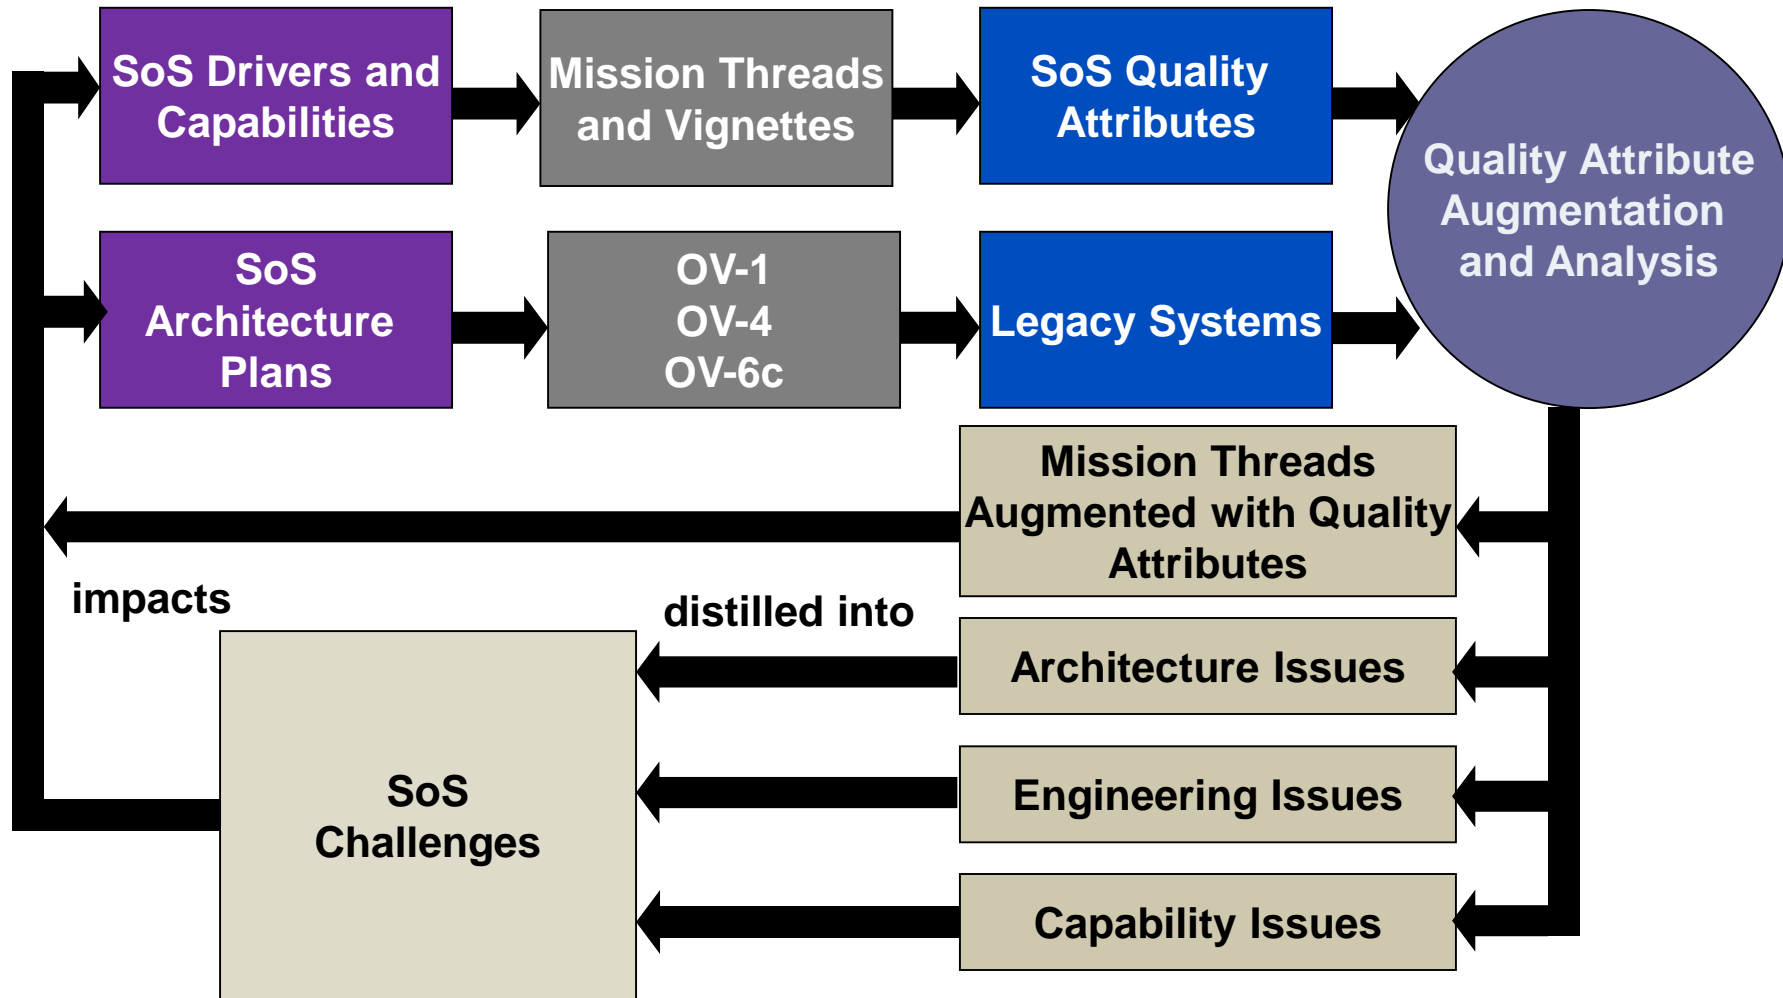 SoS Drivers and
Capabilities
Mission Threads
and Vignettes
SoS Quality
Attributes
Quality Attribute
Augmentation
and Analysis
SoS
Architecture
Plans
OV-1
OV-4
OV-6c
Legacy Systems
Mission Threads
Augmented with Quality
Attributes
impacts
distilled into
Architecture Issues
SoS
Challenges
Engineering Issues
Capability Issues